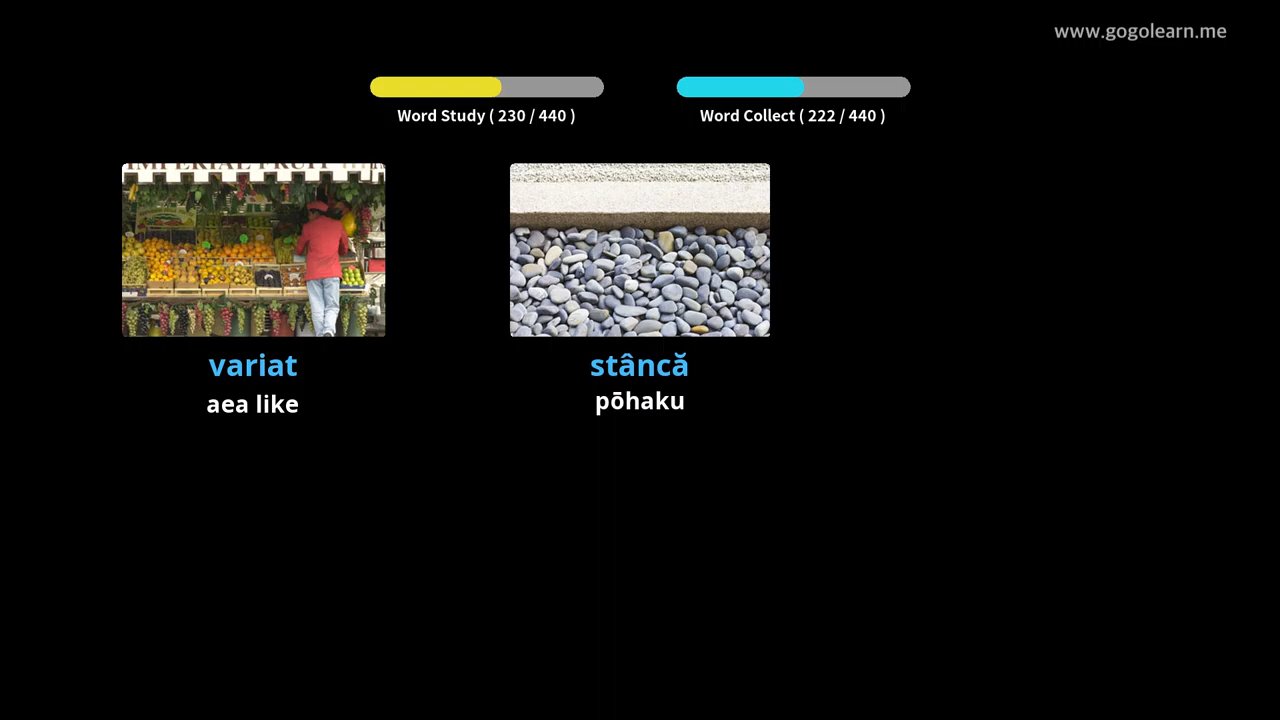 www.gogolearn.me
Word Study ( 230 / 440 )
Word Collect ( 222 / 440 )
variat
aea like
stâncă
pōhaku